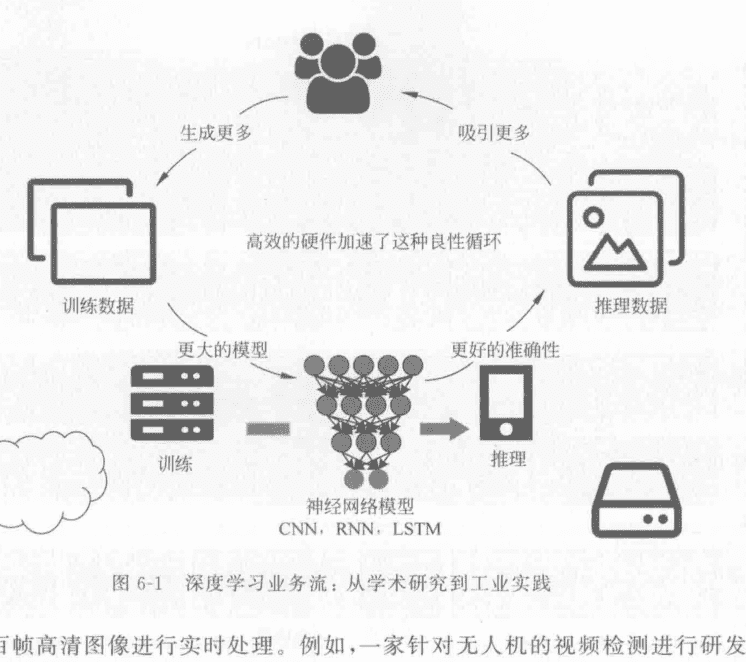 生成更多
吸引更多
高效的硬件加速了这种良性循环
训练数据
推理数据
更大的模型
更好的准确性
训练
推理
神经网络模型
CNN，RNN，LSTM
图 6-1 深度学习业务流：从学术研究到工业实践
百帧高清图像进行实时处理。例如，一家针对无人机的视频检测进行研发